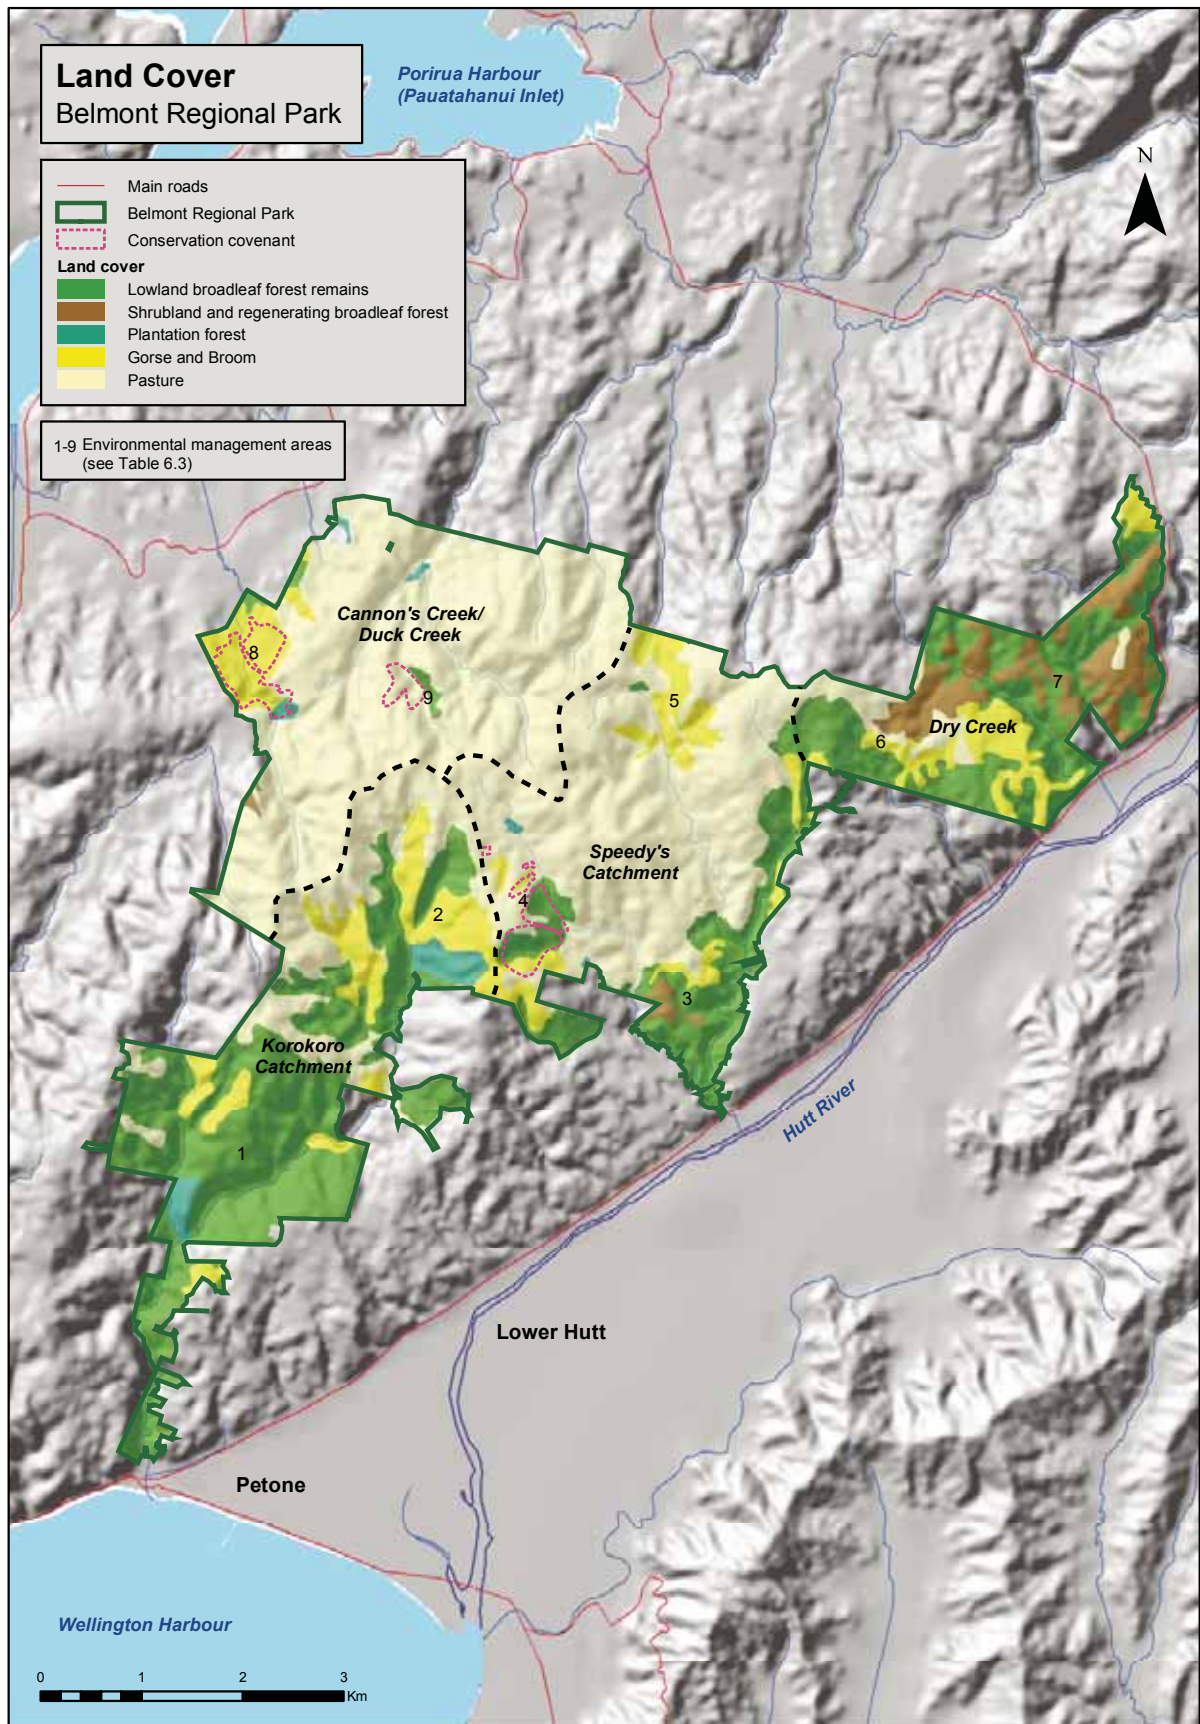 Land Cover
Belmont Regional Park
Porirua Harbour
(Pauatahanui Inlet)
N
Main roads
Belmont Regional Park
Conservation covenant
Land cover
Lowland broadleaf forest remains
Shrubland and regenerating broadleaf forest
Plantation forest
Gorse and Broom
Pasture
1-9 Environmental management areas
(see Table 6.3)
Cannon's Creek/
Duck Creek
8
9
5
7
6
Dry Creek
Speedy's
Catchment
4
2
3
Korokoro
Catchment
1
Hutt River
Lower Hutt
Petone
Wellington Harbour
0 1 2 3
Km